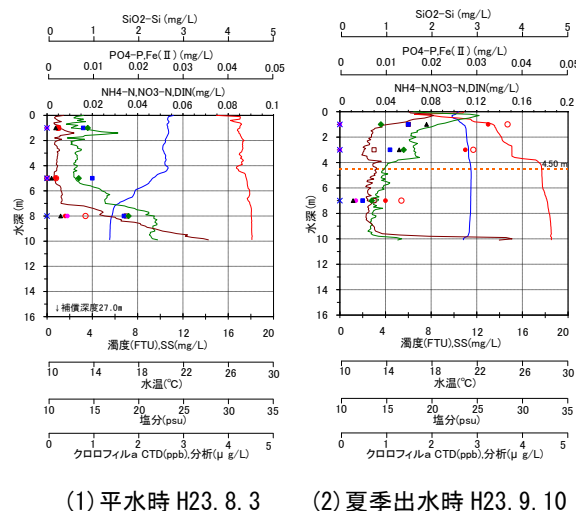 SiO2-Si (mg/L)
0 1 2 3 4 5
PO4-P,Fe(Ⅱ)(mg/L)
0 0.01 0.02 0.03 0.04 0.05
NH4-N,NO3-N,DIN(mg/L)
0 0.02 0.04 0.06 0.08 0.1
0
2
4
6
8
10
12
14
16
水深(m)
↓補償深度27.0m
0 4 8 12 16 20
濁度(FTU),SS(mg/L)
10 14 18 22 26 30
水温(℃)
10 15 20 25 30 35
塩分(psu)
0 1 2 3 4 5
クロロフィルa CTD(ppb),分析(μ g/L)
(1)平水時 H23.8.3
SiO2-Si(mg/L)
0 1 2 3 4 5
PO4-P,Fe(Ⅱ)(mg/L)
0 0.01 0.02 0.03 0.04 0.05
NH4-N,NO3-N,DIN(mg/L)
0 0.04 0.08 0.12 0.16 0.2
0
2
4
6
8
10
12
14
16
水深(m)
4.50 m
0 4 8 12 16 20
濁度(FTU),SS(mg/L)
10 14 18 22 26 30
水温(℃)
10 15 20 25 30 35
塩分(psu)
0 1 2 3 4 5
クロロフィルa CTD(ppb),分析(μ g/L)
(2)夏季出水時 H23.9.10